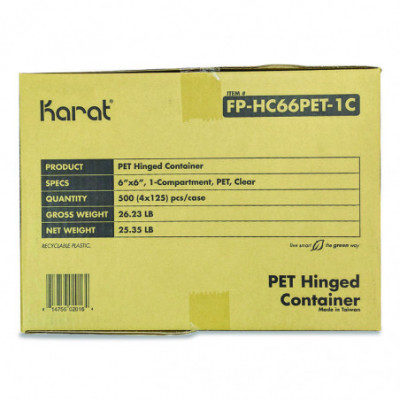 Karat®
ITEM #
FP-HC66PET-1C
PRODUCT PET Hinged Container
SPECS 6"x6", 1-Compartment, PET, Clear
QUANTITY 500 (4x125) pcs/case
GROSS WEIGHT 26.23 LB
NET WEIGHT 25.35 LB
RECYCLABLE PLASTIC.
live smart the green way
PET Hinged
Container
Made in Taiwan